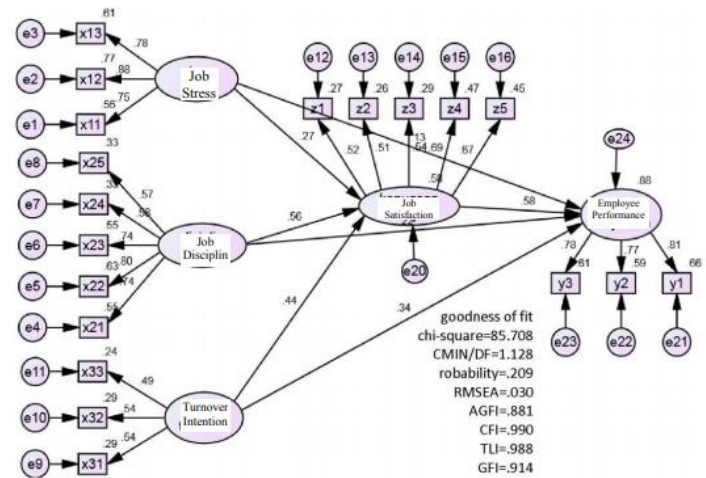 .61
e3 x13
.78
.77
e2 x12
.88
.75
.56
e1 x11
Job
Stress
.33
e8 x25
.57
e7 x24
.55
e6 x23
.74
.63 .80
e5 x22
.74
.55
e4 x21
Job
Disciplin
.24
e11 x33
.49
.29
e10 x32
.54
.29 .54
e9 x31
Turnover
Intention
e12 e13 e14 e15 e16
.27 .26 .29 .47 .45
z1 z2 z3 z4 z5
.27 .52 .51 .13 .54 .69 .67
.58
Job
Satisfaction
e20
.56
.44
.58
.34
e24
.88
Employee
Performance
.78 .77 .81
.61 .59 .66
y3 y2 y1
e23 e22 e21
goodness of fit
chi-square=85.708
CMIN/DF=1.128
robability=.209
RMSEA=.030
AGFI=.881
CFI=.990
TLI=.988
GFI=.914